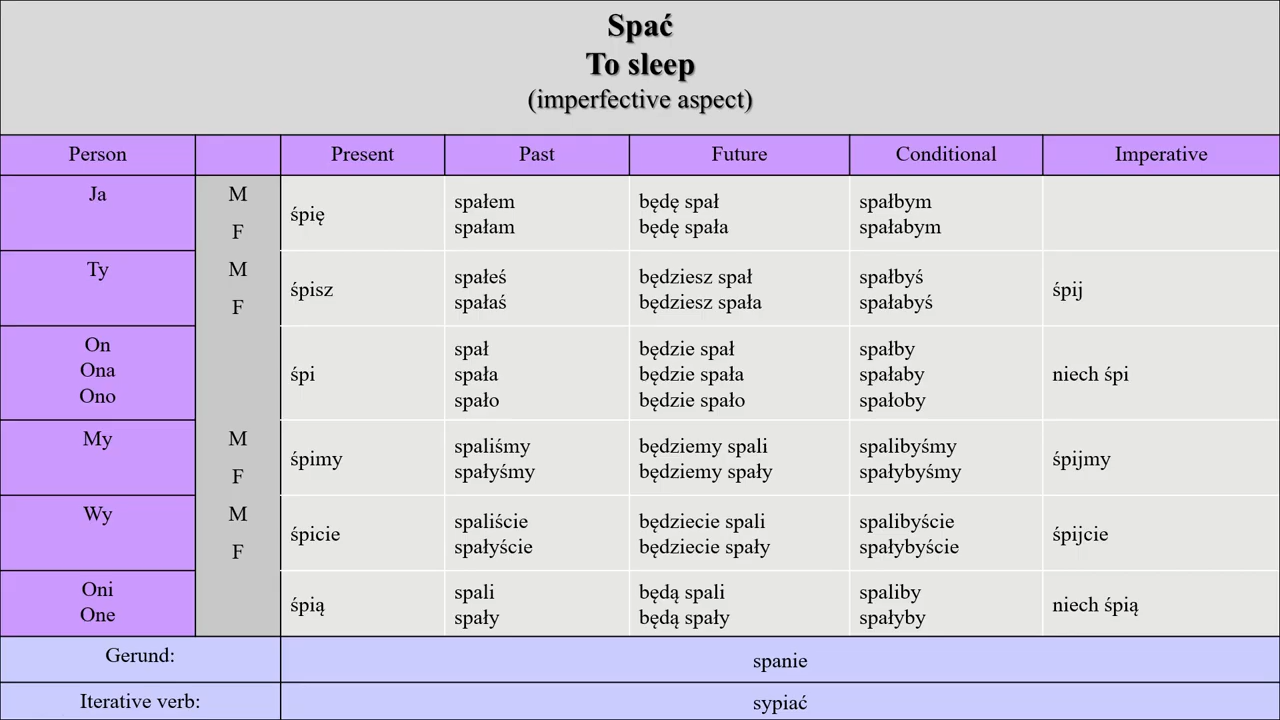 Spać
To sleep
(imperfective aspect)
Person Present Past Future Conditional Imperative
Ja M F śpię spałem spałam będę spał będę spała spałbym spałabym
Ty M F śpisz spałeś spałaś będziesz spał będziesz spała spałbyś spałabyś śpij
On Ona Ono śpi spał spała spało będzie spał będzie spała będzie spało spałby spałaby spałoby niech śpi
My M F śpimy spaliśmy spałyśmy będziemy spali będziemy spały spalibyśmy spałybyśmy śpijmy
Wy M F śpicie spaliście spałyście będziecie spali będziecie spały spalibyście spałybyście śpijcie
Oni One śpią spali spały będą spali będą spały spaliby spałyby niech śpią
Gerund: spanie
Iterative verb: sypiać